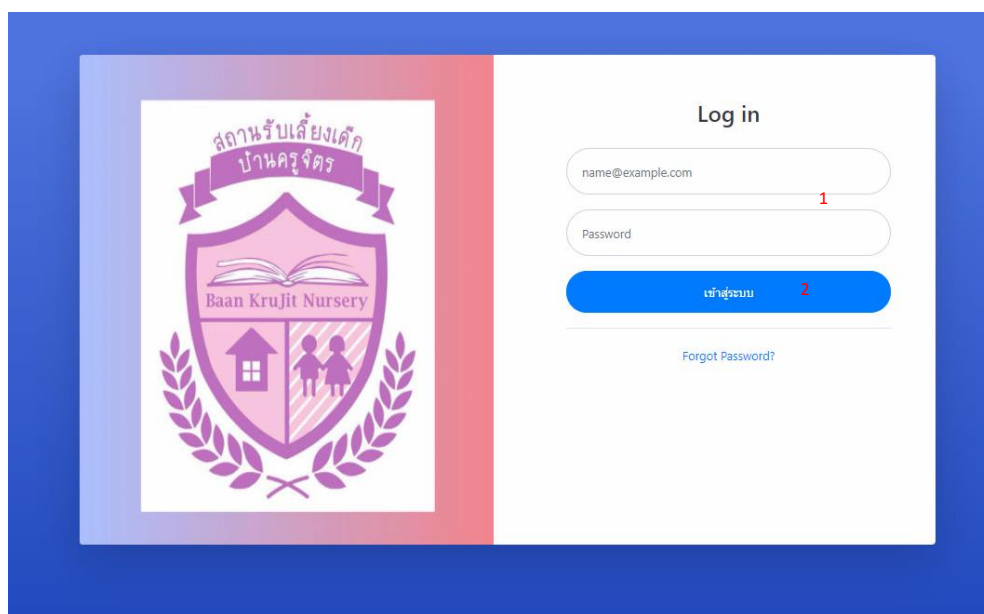 สถานรับเลี้ยงเด็ก
บ้านครูจิตร
Baan KruJit Nursery
Log in
name@example.com
1
Password
เข้าสู่ระบบ 2
Forgot Password?